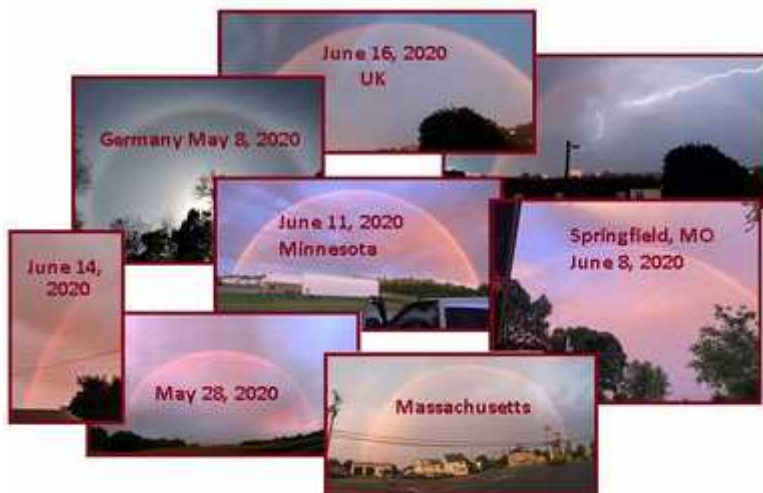 June 16, 2020
UK
Germany May 8, 2020
June 11, 2020
Minnesota
Springfield, MO
June 8, 2020
June 14,
2020
May 28, 2020
Massachusetts